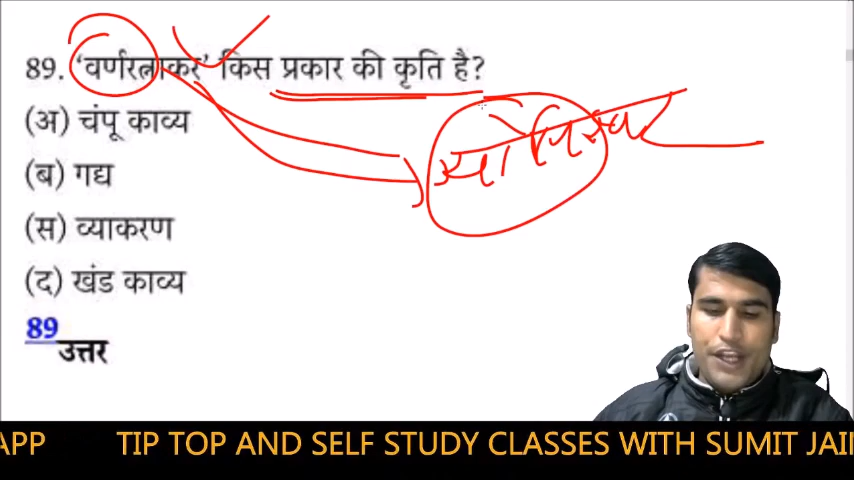 89. 'वर्णरत्नाकर' किस प्रकार की कृति है?
(अ) चंपू काव्य
ज्योतिरीश्वर
(ब) गद्य
(स) व्याकरण
(द) खंड काव्य
89
उत्तर
APP TIP TOP AND SELF STUDY CLASSES WITH SUMIT JAI